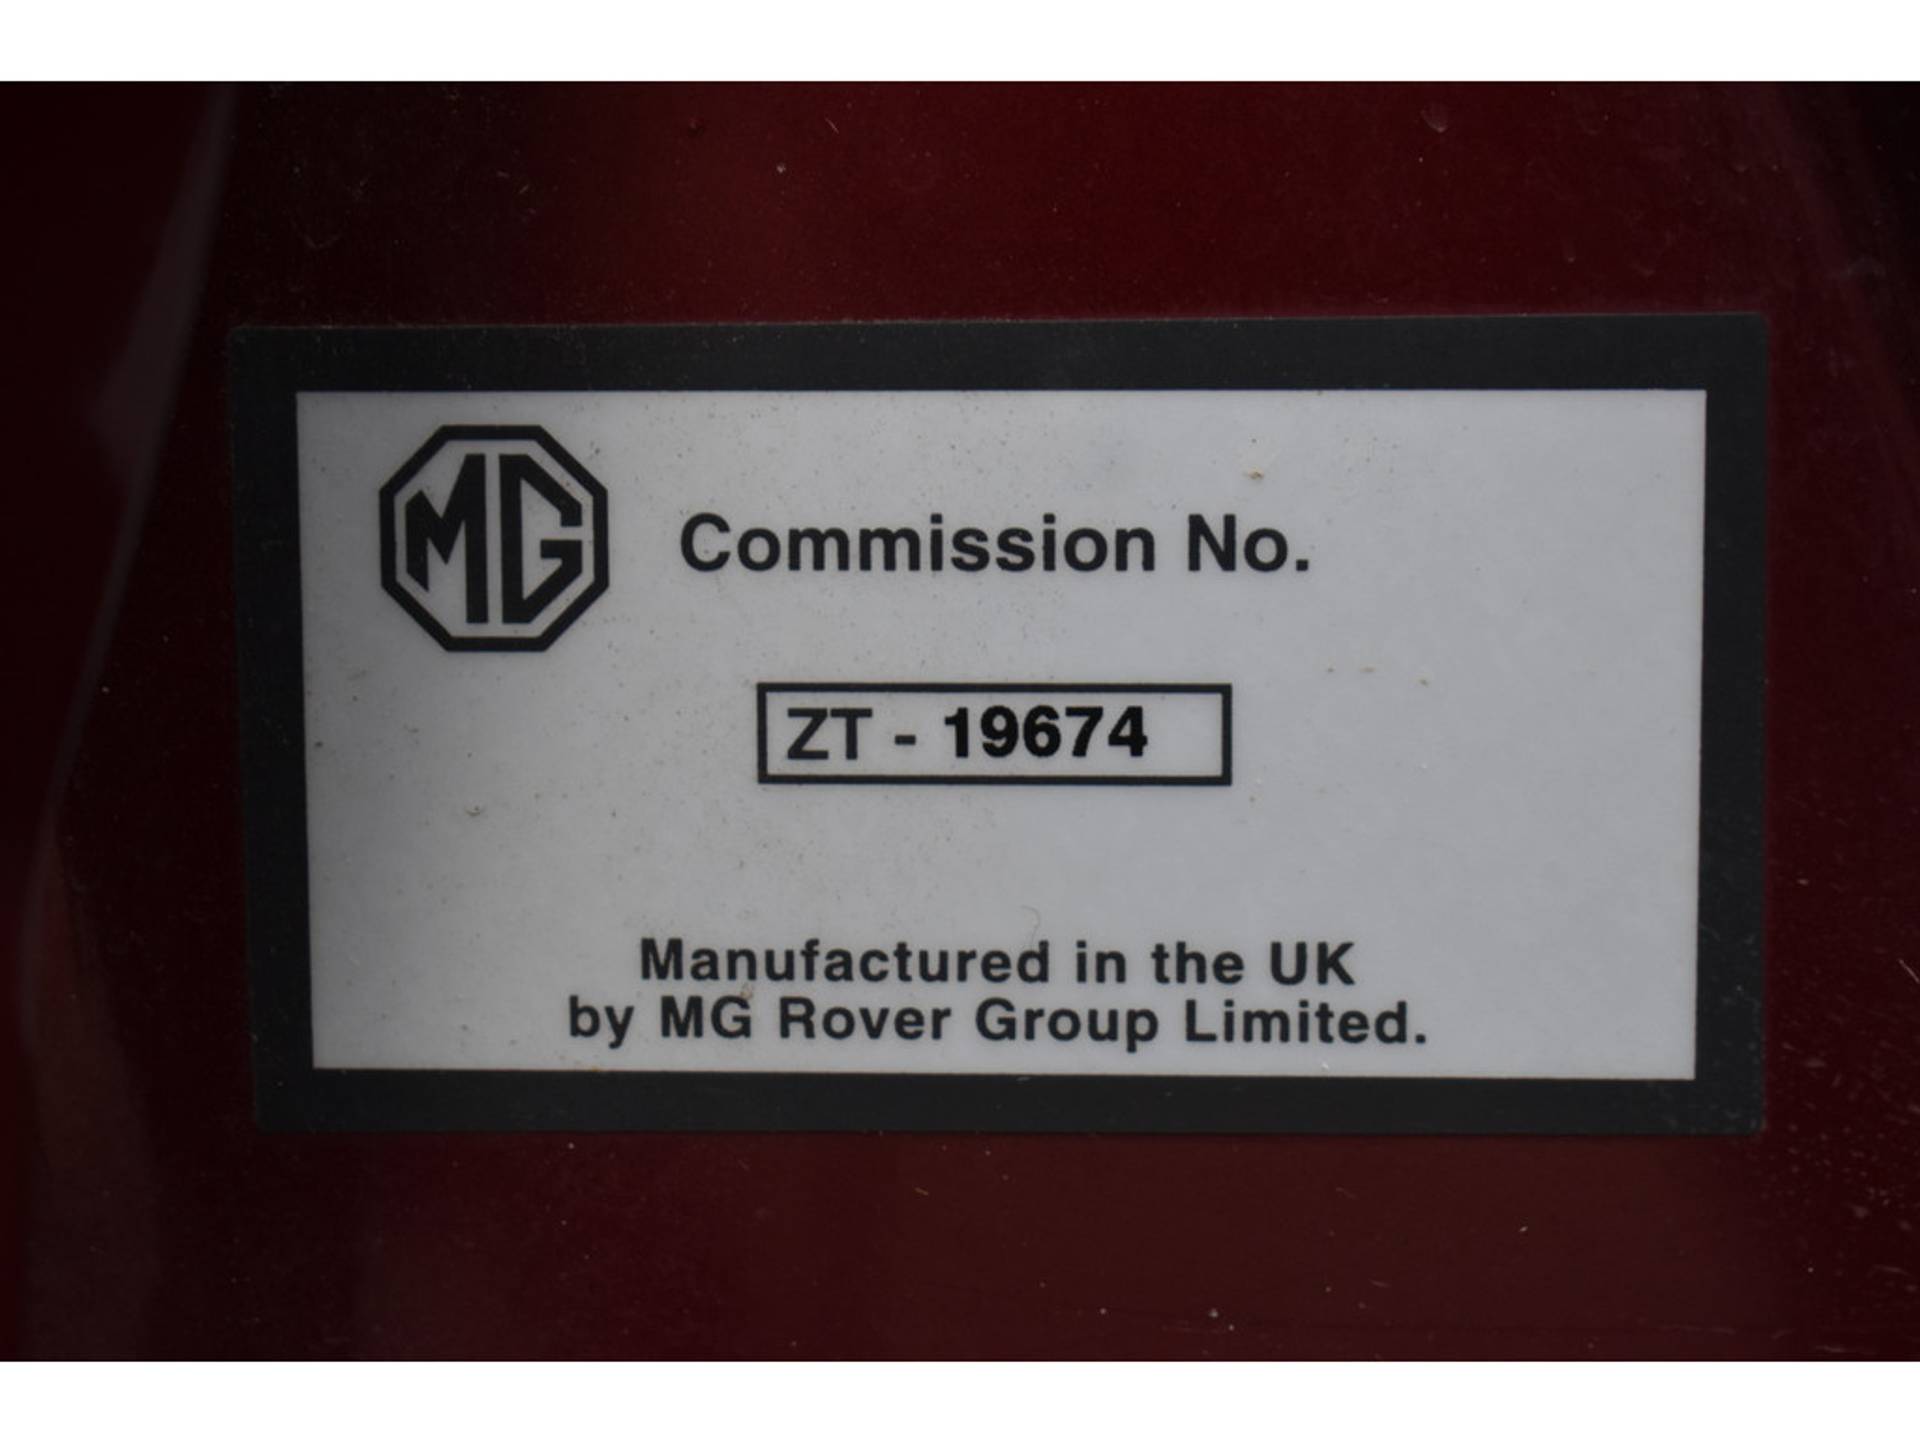 MG Commission No.
ZT - 19674
Manufactured in the UK
by MG Rover Group Limited.